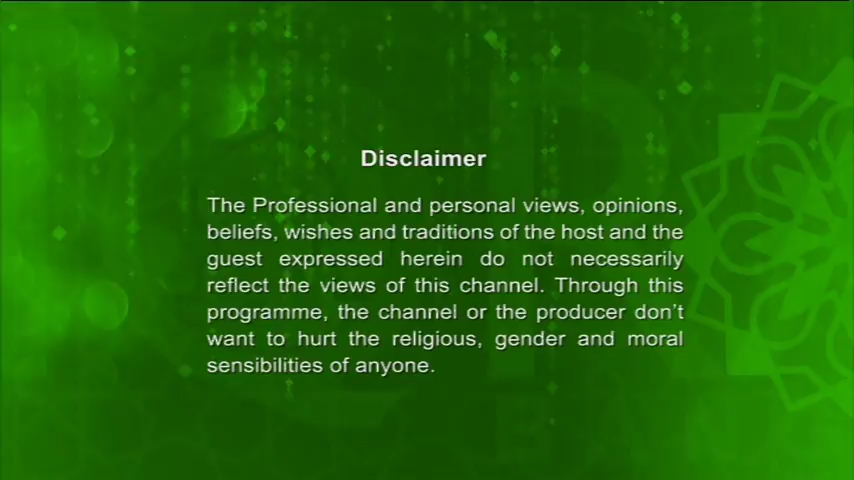 Disclaimer
The Professional and personal views, opinions,
beliefs, wishes and traditions of the host and the
guest expressed herein do not necessarily
reflect the views of this channel. Through this
programme, the channel or the producer don't
want to hurt the religious, gender and moral
sensibilities of anyone.